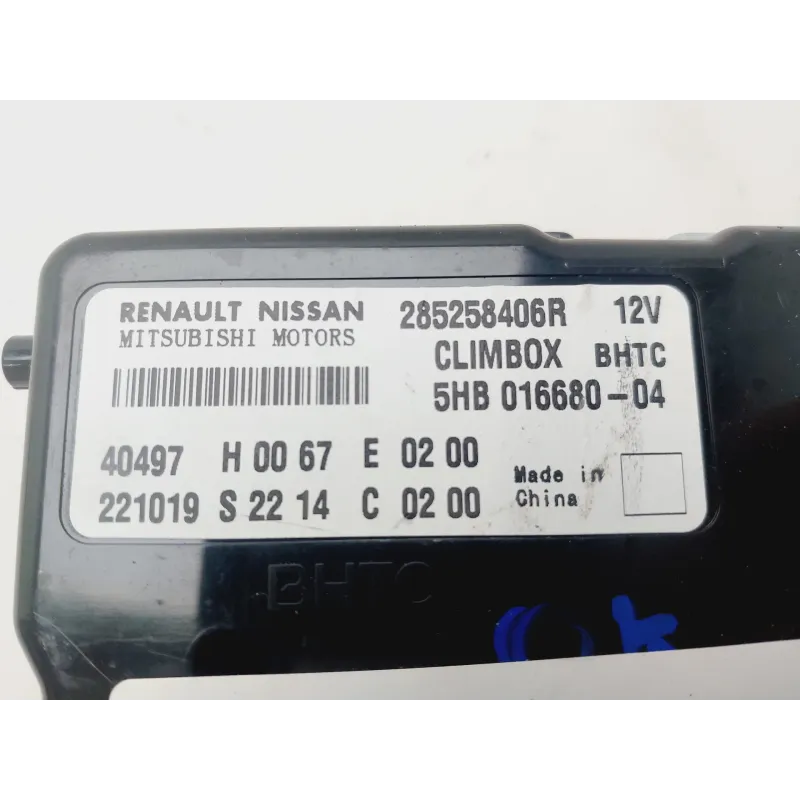 RENAULT NISSAN 285258406R 12V
MITSUBISHI MOTORS CLIMBOX BHTC
5HB 016680-04
40497 H 00 67 E 02 00
221019 S 22 14 C 02 00
Made in
China
BHTC
OK